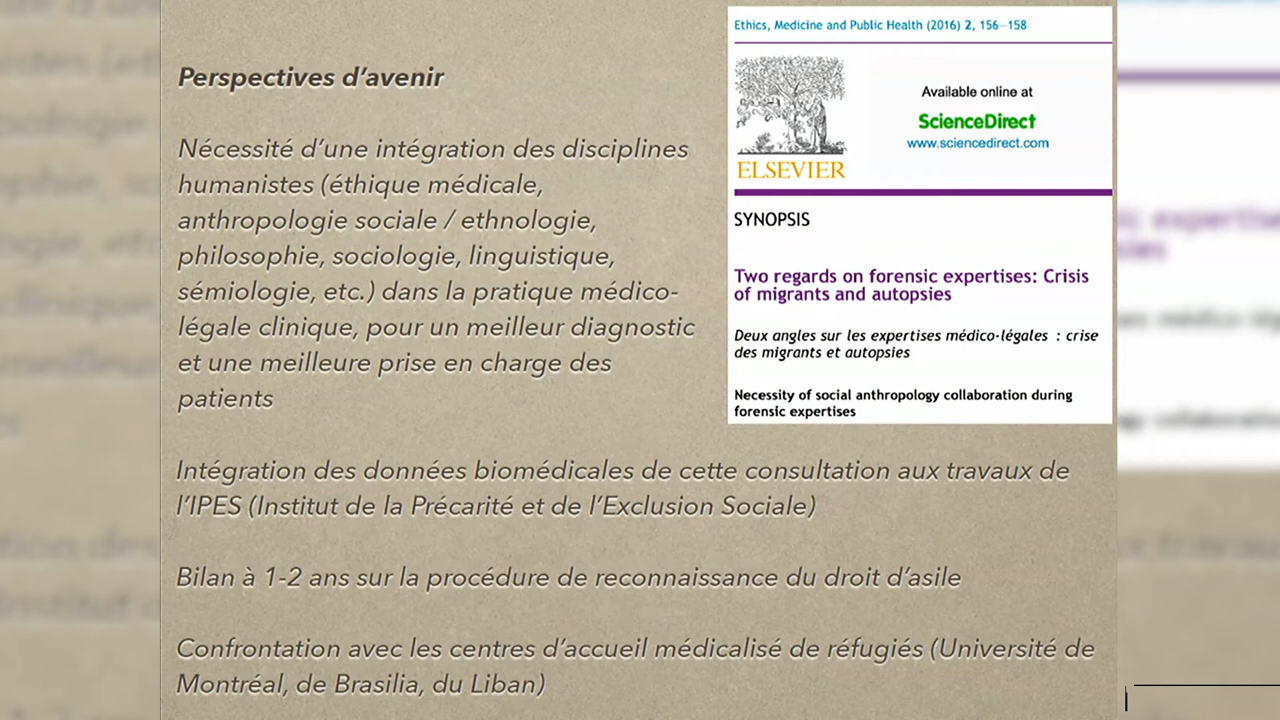 Perspectives d’avenir
Nécessité d’une intégration des disciplines
humanistes (éthique médicale,
anthropologie sociale / ethnologie,
philosophie, sociologie, linguistique,
sémiologie, etc.) dans la pratique médico-
légale clinique, pour un meilleur diagnostic
et une meilleure prise en charge des
patients
Ethics, Medicine and Public Health (2016) 2, 156–158
Available online at
ScienceDirect
www.sciencedirect.com
ELSEVIER
SYNOPSIS
Two regards on forensic expertises: Crisis
of migrants and autopsies
Deux angles sur les expertises médico-légales : crise
des migrants et autopsies
Necessity of social anthropology collaboration during
forensic expertises
Intégration des données biomédicales de cette consultation aux travaux de
l’IPES (Institut de la Précarité et de l’Exclusion Sociale)
Bilan à 1-2 ans sur la procédure de reconnaissance du droit d’asile
Confrontation avec les centres d’accueil médicalisé de réfugiés (Université de
Montréal, de Brasilia, du Liban)